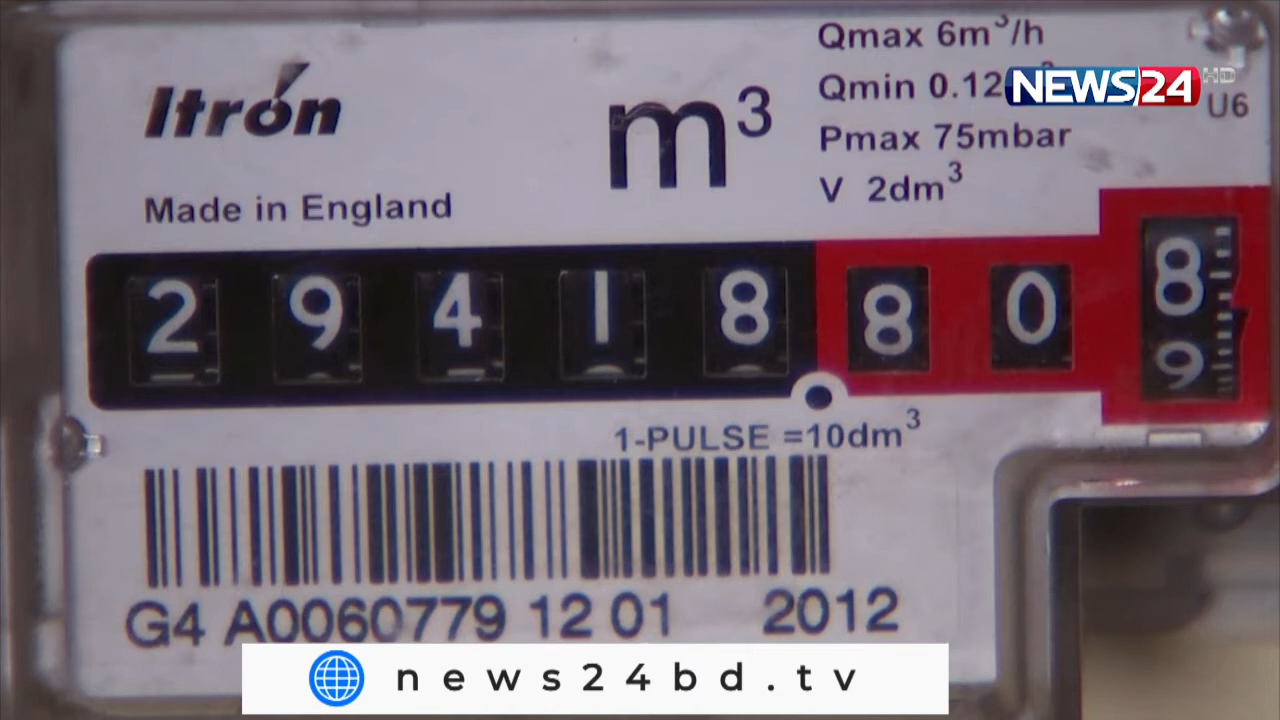 Itrón
Made in England
m³
Qmax 6m³/h
Qmin 0.12
Pmax 75mbar
V 2dm³
NEWS24 HD
U6
2 9 4 1 8 8 0 8
9
1-PULSE =10dm³
G4 A0060779 12 01 2012
news24bd.tv